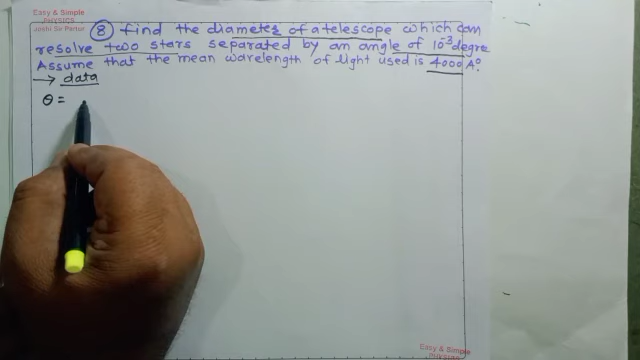 Easy & Simple
PHYSICS
Joshi Sir Partur
⑧ find the diameter of a telescope which can
resolve two stars separated by an angle of 10⁻³ degree
Assume that the mean wavelength of light used is 4000 A°.
→ data
θ =
Easy & Simple
PHYSICS